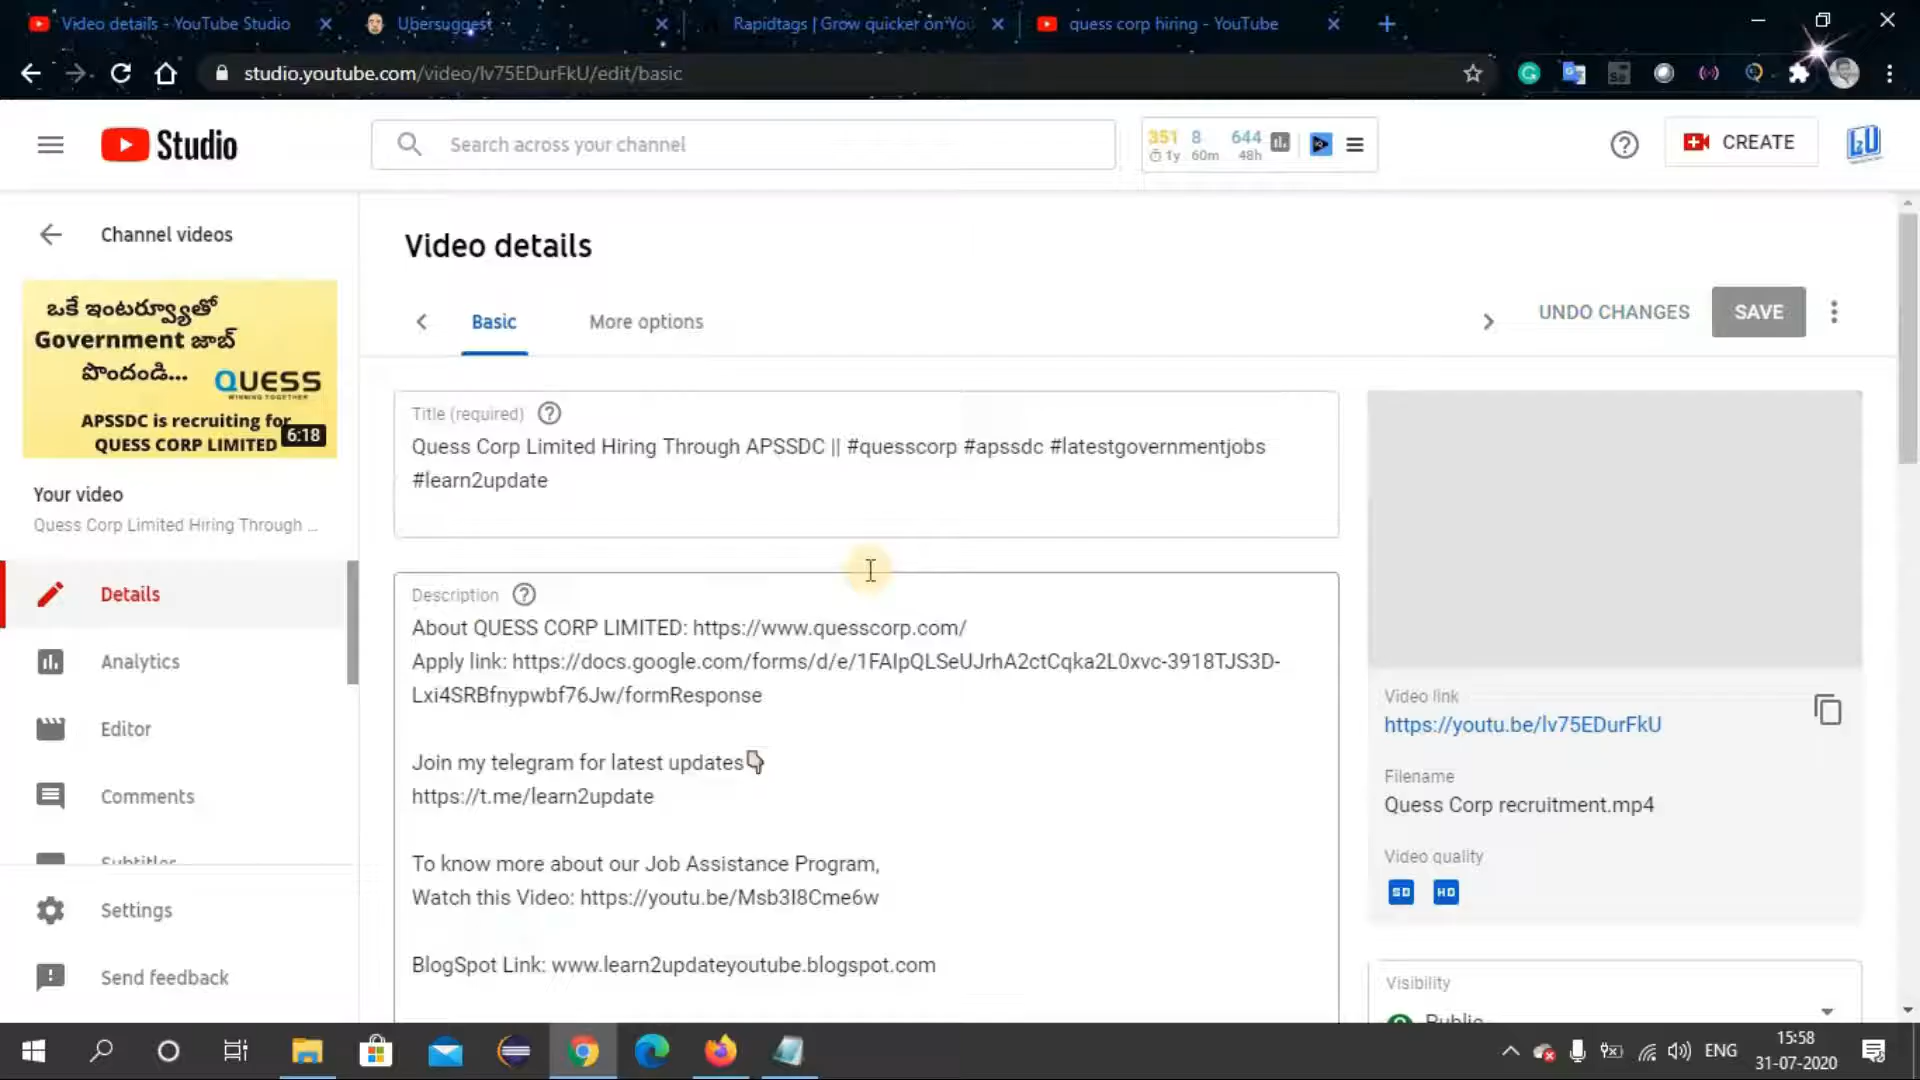 Video details - YouTube Studio
Ubersuggest
Rapidtags | Grow quicker on You
quess corp hiring - YouTube
studio.youtube.com/video/lv75EDurFkU/edit/basic
Studio
Search across your channel
351 8 644
1y 60m 48h
CREATE
Channel videos
Video details
ఒకే ఇంటర్వ్యూతో
Government జాబ్
పొందండి...
QUESS
WINNING TOGETHER
APSSDC is recruiting for
QUESS CORP LIMITED
6:18
Basic
More options
UNDO CHANGES
SAVE
Your video
Quess Corp Limited Hiring Through ...
Title (required)
Quess Corp Limited Hiring Through APSSDC || #quesscorp #apssdc #latestgovernmentjobs
#learn2update
Details
Analytics
Editor
Comments
Subtitles
Settings
Send feedback
Description
About QUESS CORP LIMITED: https://www.quesscorp.com/
Apply link: https://docs.google.com/forms/d/e/1FAIpQLSeUJrhA2ctCqka2L0xvc-3918TJS3D-
Lxi4SRBfnypwbf76Jw/formResponse
Join my telegram for latest updates👇
https://t.me/learn2update
To know more about our Job Assistance Program,
Watch this Video: https://youtu.be/Msb3I8Cme6w
BlogSpot Link: www.learn2updateyoutube.blogspot.com
Video link
https://youtu.be/lv75EDurFkU
Filename
Quess Corp recruitment.mp4
Video quality
SD HD
Visibility
Public
ENG
15:58
31-07-2020